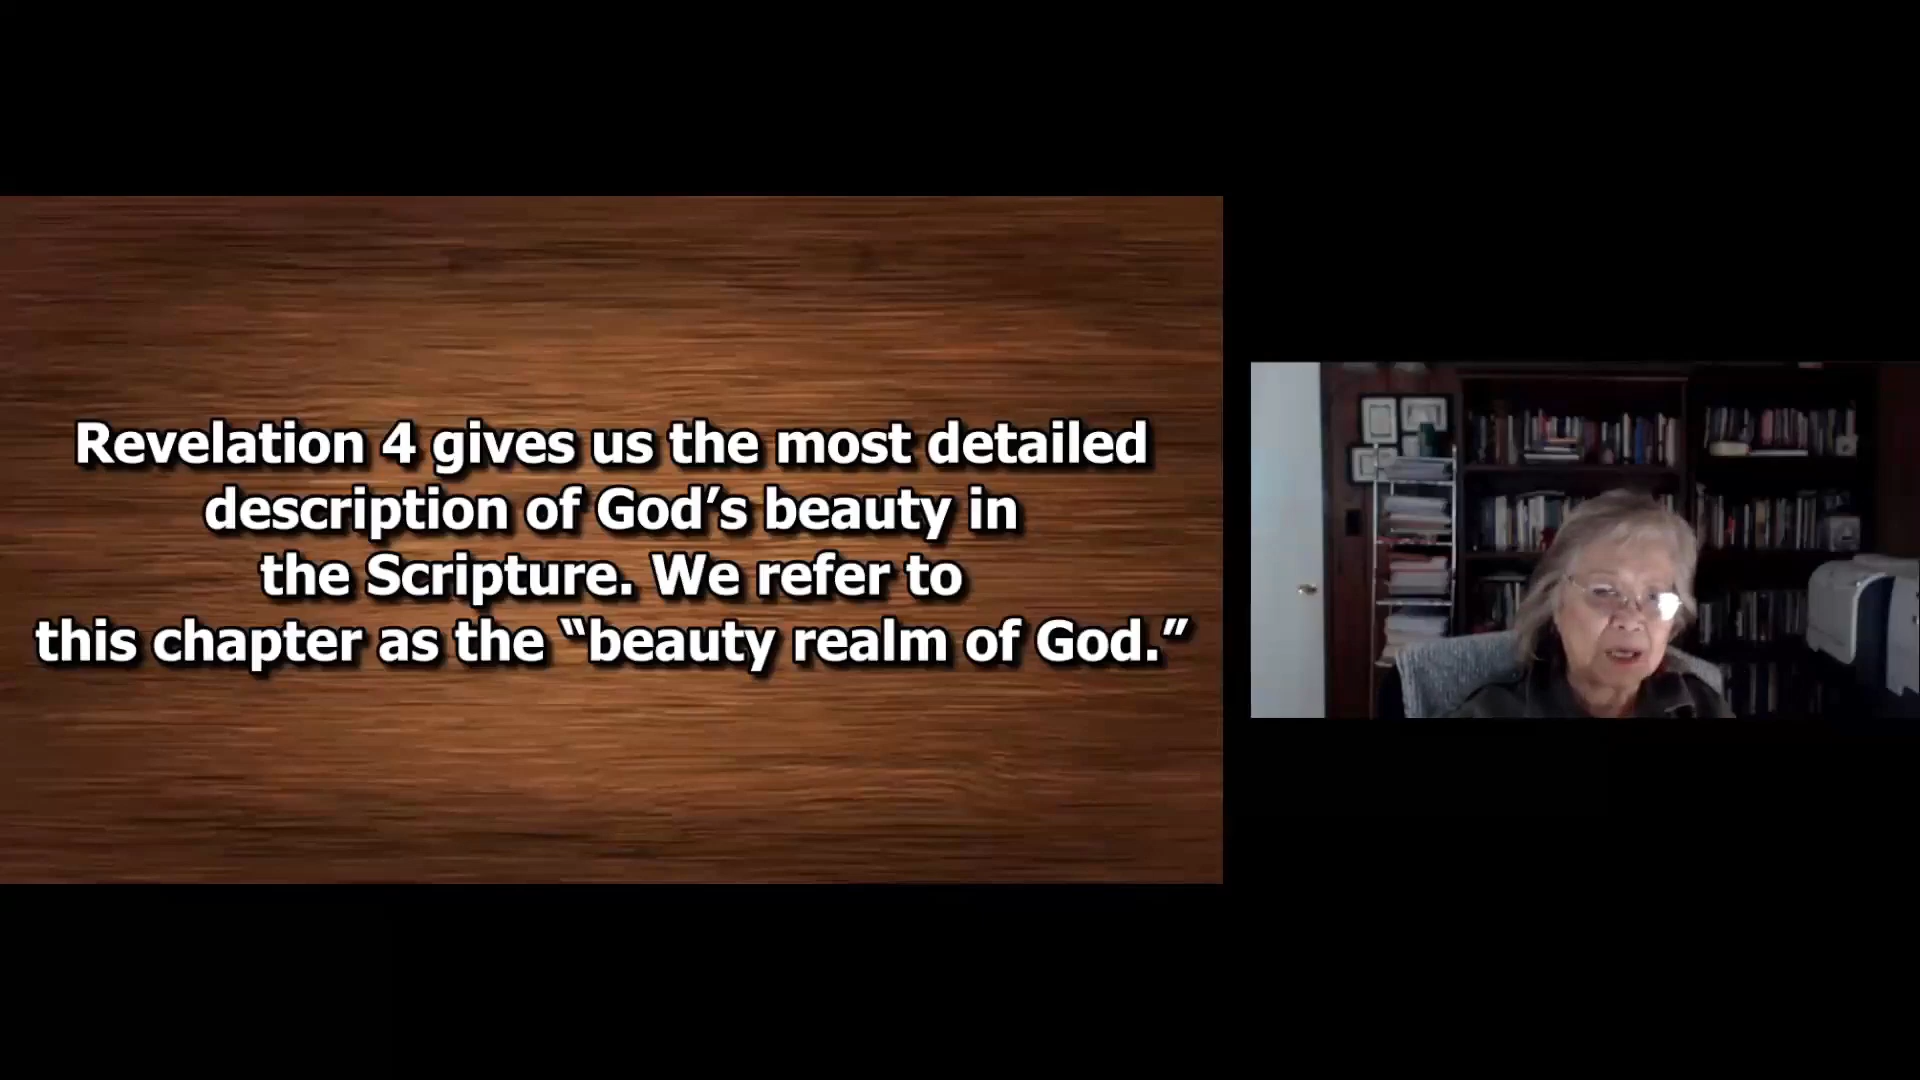 Revelation 4 gives us the most detailed
description of God’s beauty in
the Scripture. We refer to
this chapter as the “beauty realm of God.”